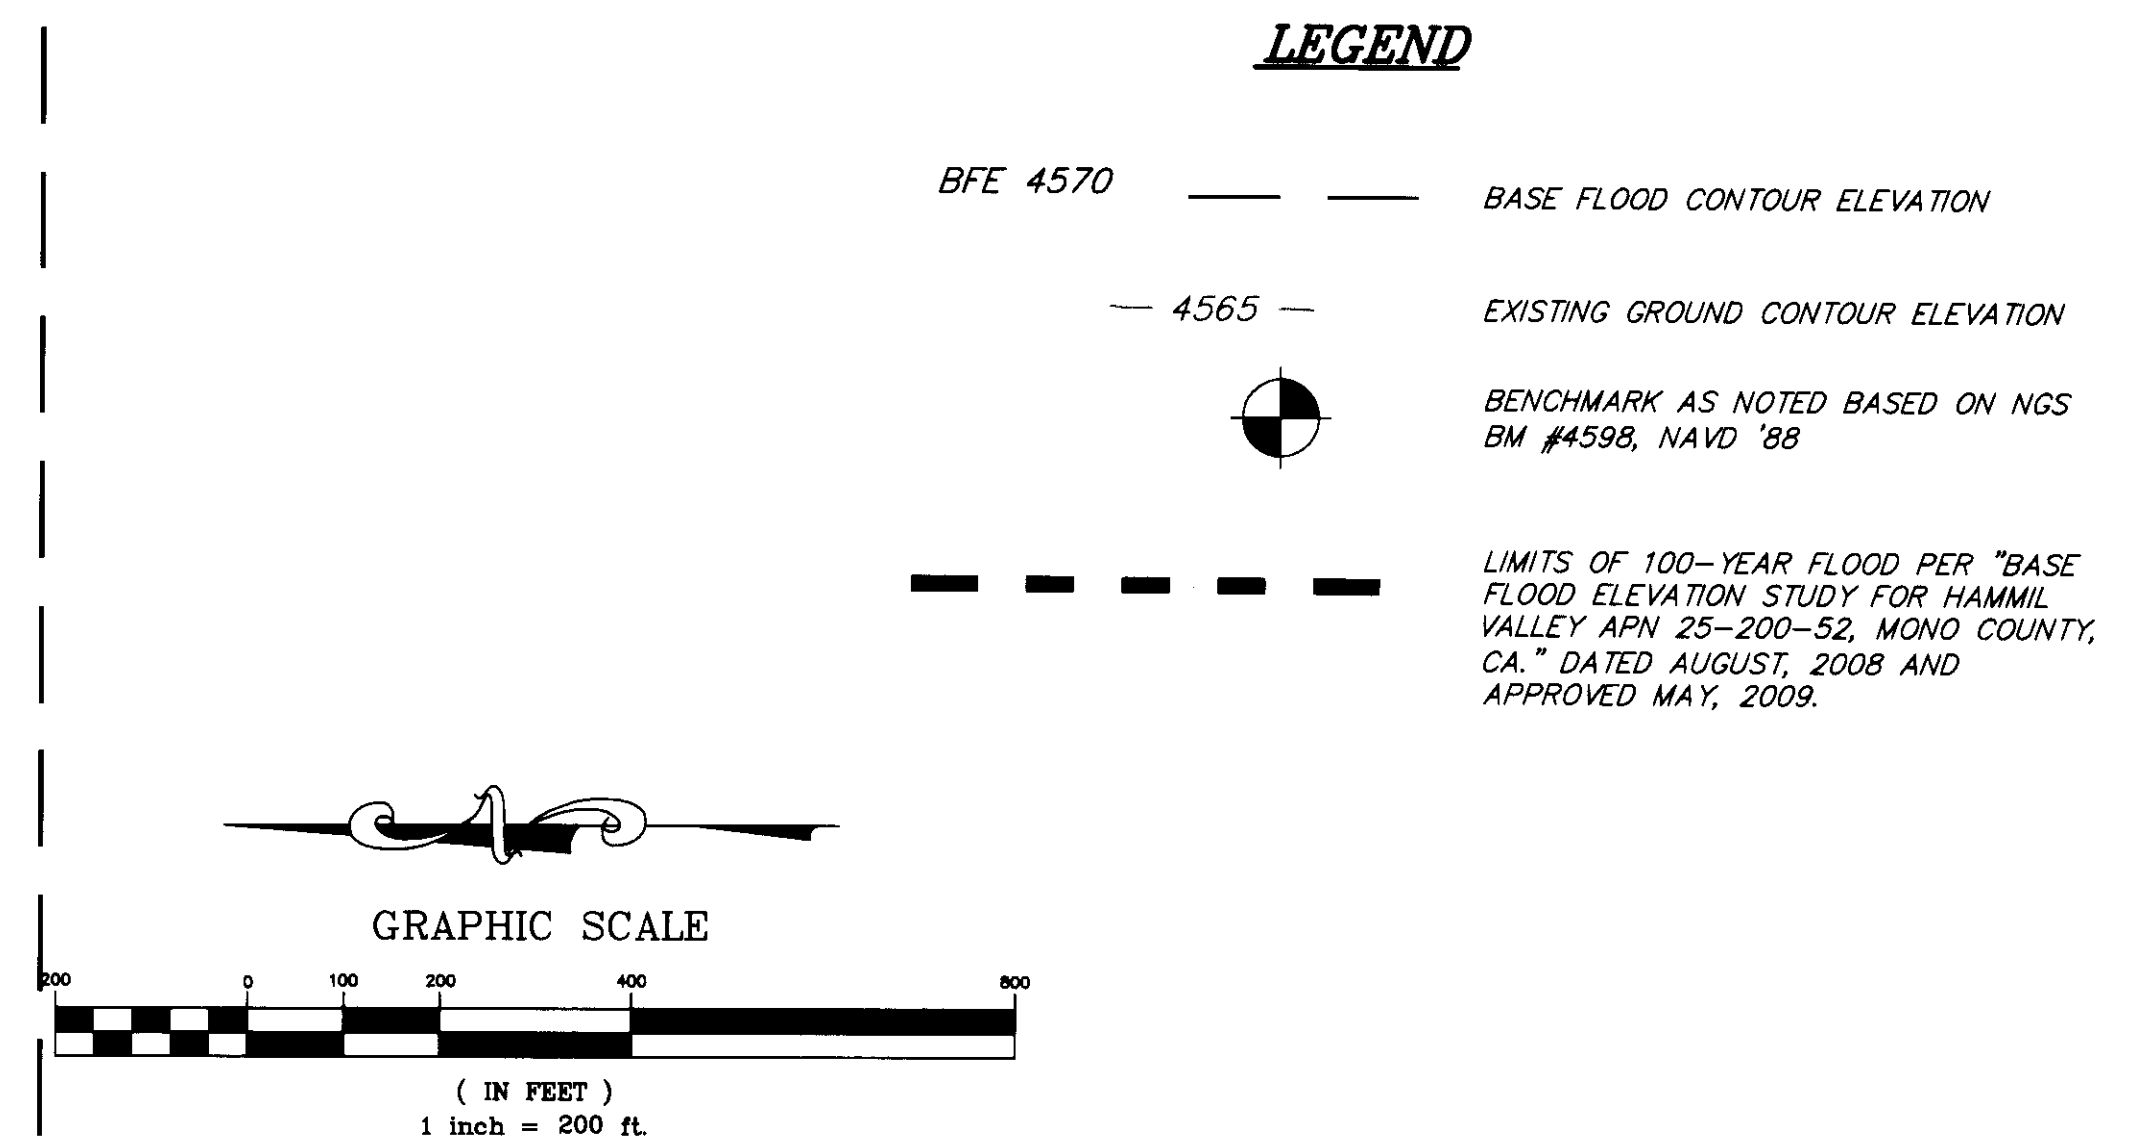 LEGEND
BFE 4570
BASE FLOOD CONTOUR ELEVATION
4565
EXISTING GROUND CONTOUR ELEVATION
BENCHMARK AS NOTED BASED ON NGS
BM #4598, NAVD '88
LIMITS OF 100-YEAR FLOOD PER "BASE
FLOOD ELEVATION STUDY FOR HAMMIL
VALLEY APN 25-200-52, MONO COUNTY,
CA." DATED AUGUST, 2008 AND
APPROVED MAY, 2009.
GRAPHIC SCALE
200 0 100 200 400 800
( IN FEET )
1 inch = 200 ft.